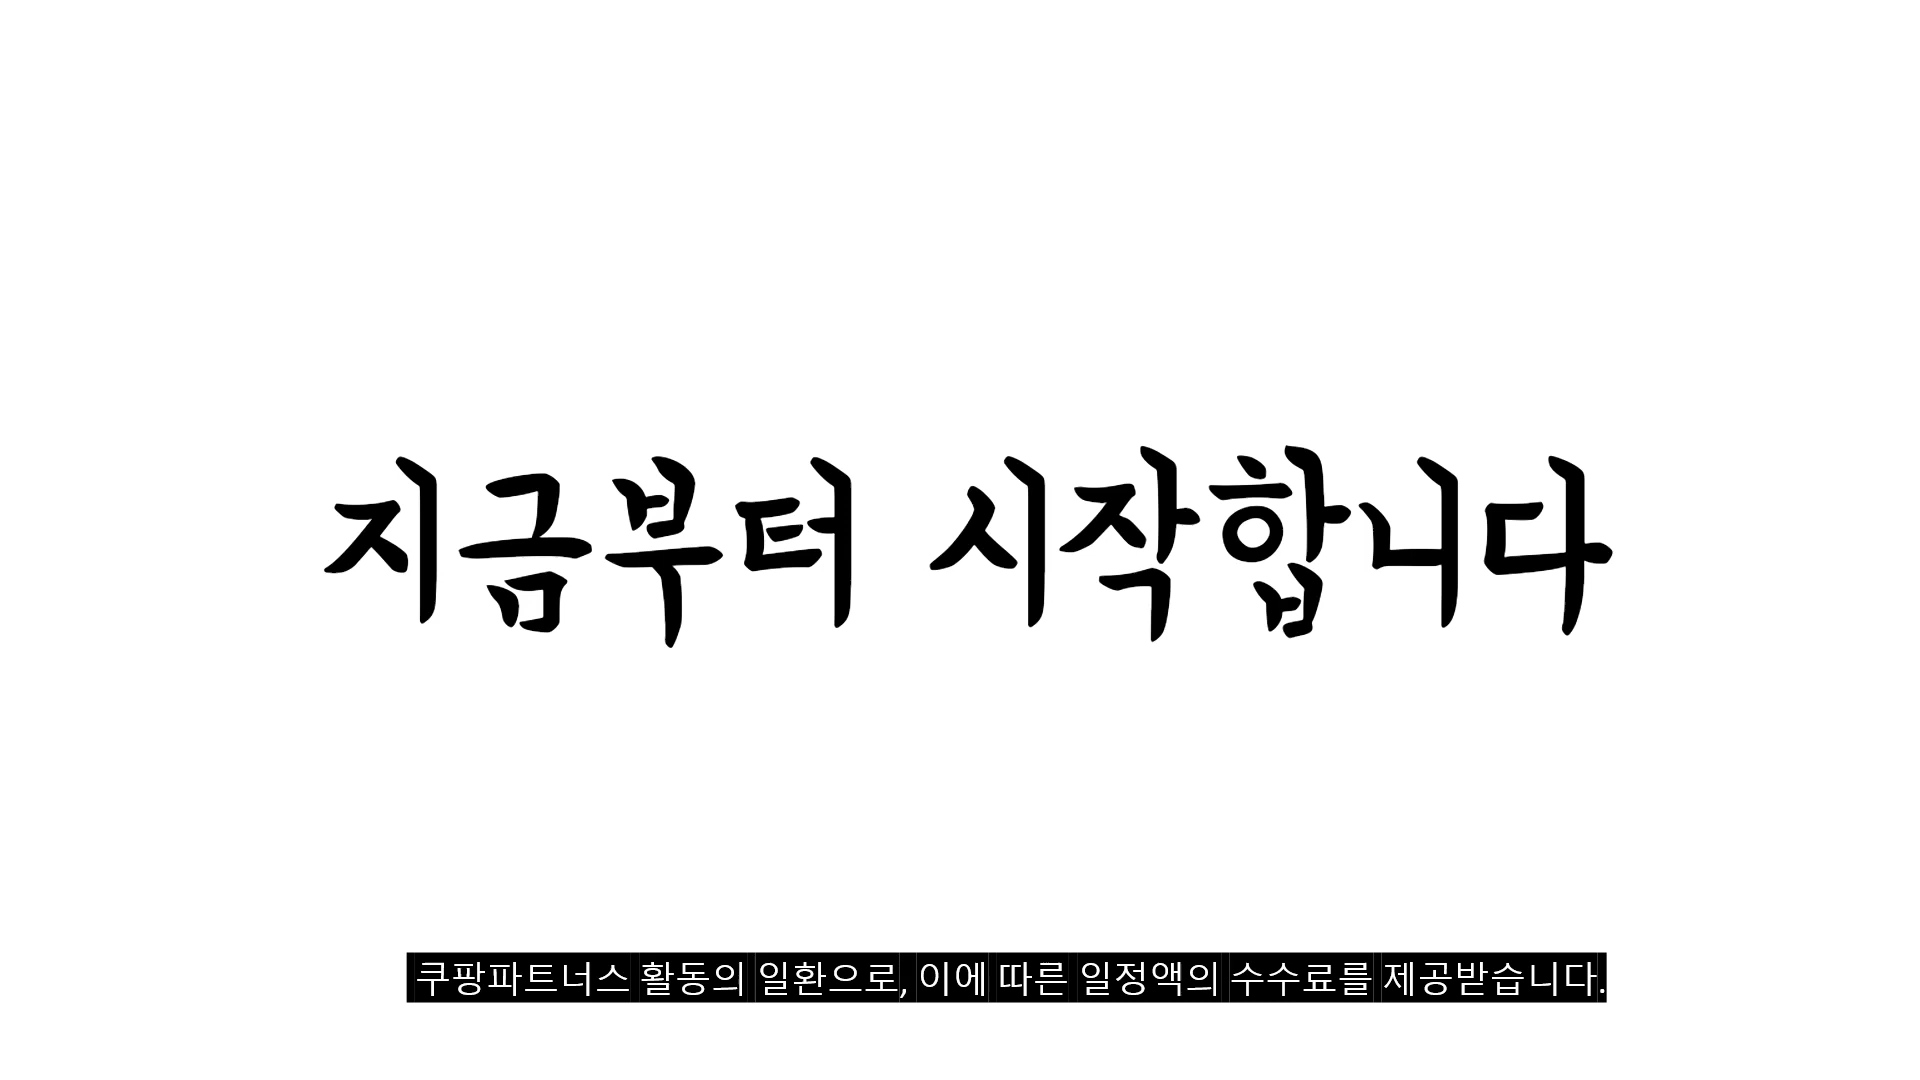 지금부터 시작합니다
쿠팡파트너스 활동의 일환으로, 이에 따른 일정액의 수수료를 제공받습니다.